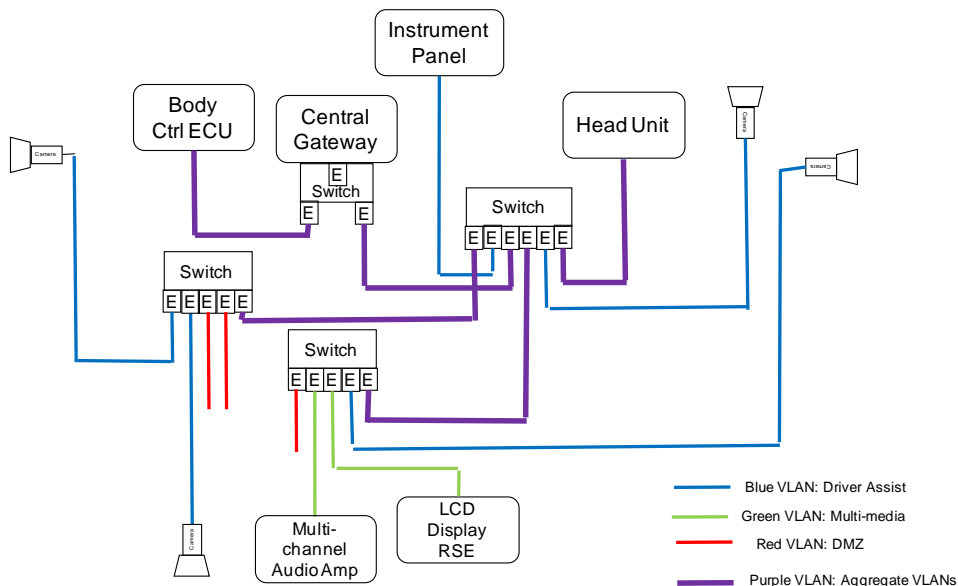 Instrument
Panel
Body
Ctrl ECU
Central
Gateway
Head Unit
Camera
Camera
Camera
E
Switch
E
E
Switch
E
E
E
E
E
E
Switch
E
E
E
E
E
Switch
E
E
E
E
E
Camera
Multi-
channel
Audio Amp
LCD
Display
RSE
Blue VLAN: Driver Assist
Green VLAN: Multi-media
Red VLAN: DMZ
Purple VLAN: Aggregate VLANs